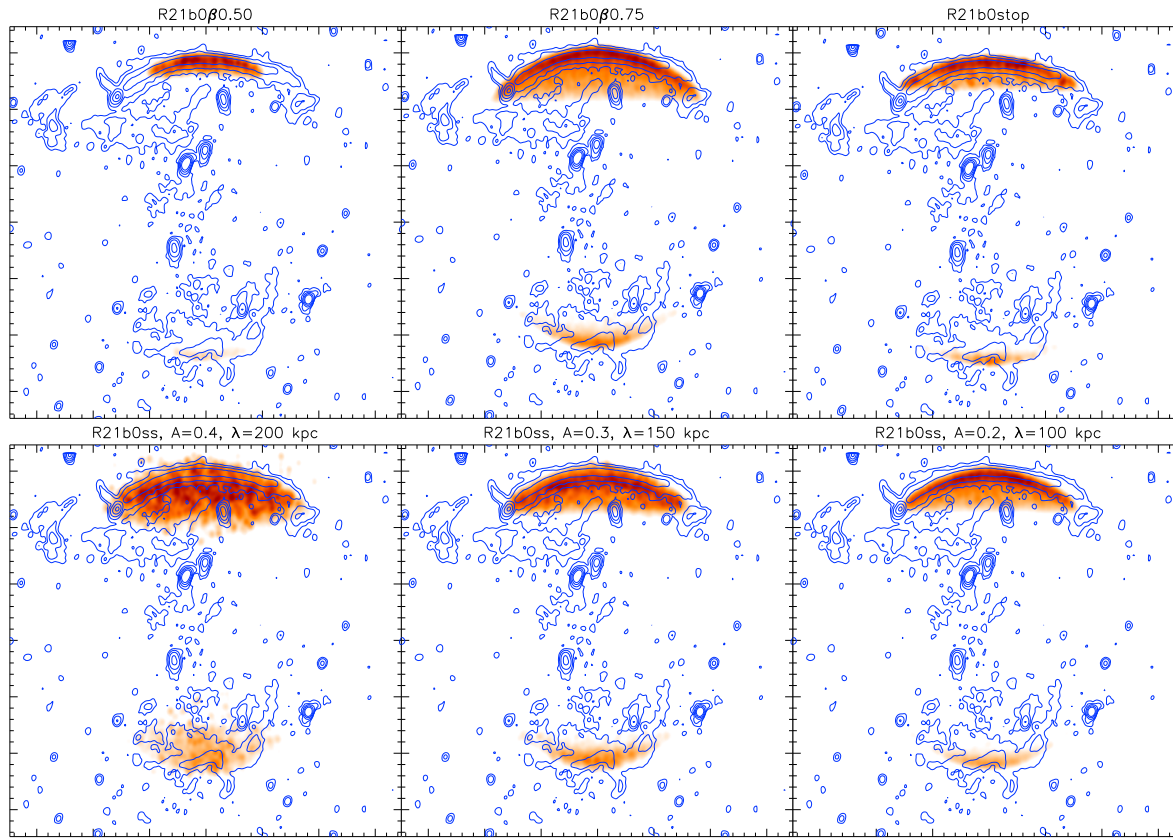 R21b0β0.50
R21b0β0.75
R21b0stop
R21b0ss, A=0.4, λ=200 kpc
R21b0ss, A=0.3, λ=150 kpc
R21b0ss, A=0.2, λ=100 kpc